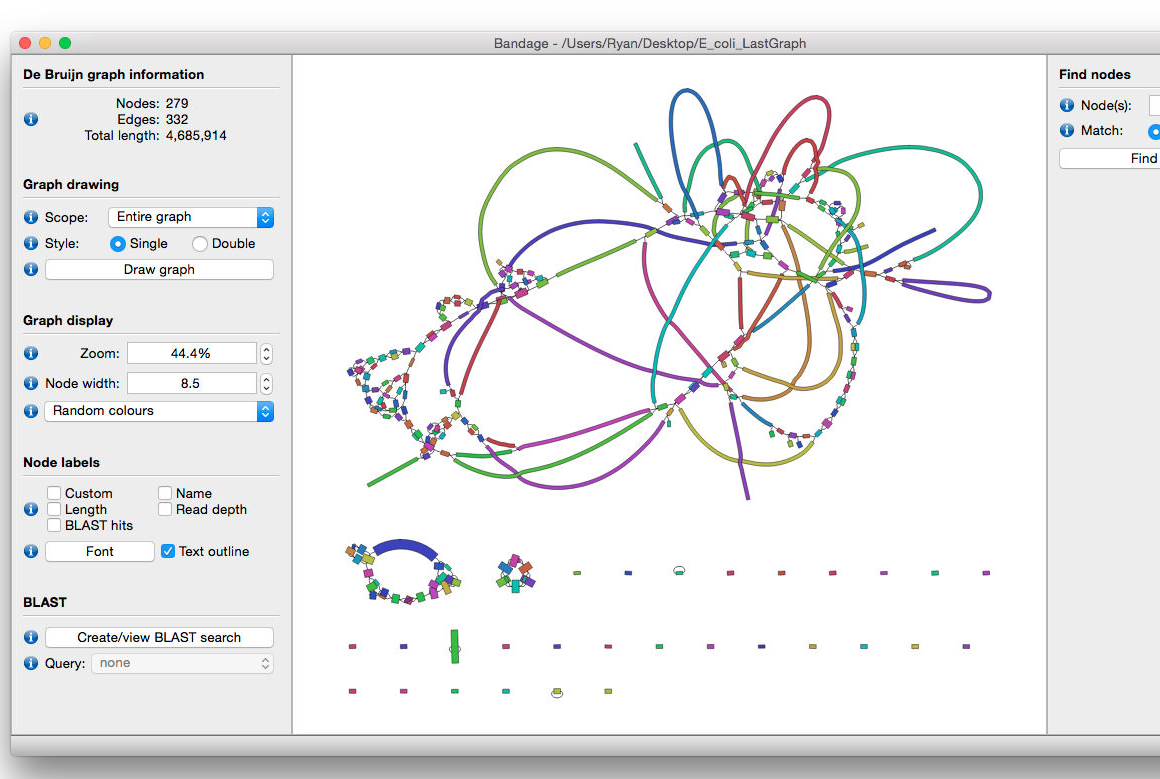 Bandage - /Users/Ryan/Desktop/E_coli_LastGraph
De Bruijn graph information
Nodes: 279
Edges: 332
Total length: 4,685,914
Graph drawing
Scope: Entire graph
Style: Single Double
Draw graph
Graph display
Zoom: 44.4%
Node width: 8.5
Random colours
Node labels
Custom Name
Length Read depth
BLAST hits
Font Text outline
BLAST
Create/view BLAST search
Query: none
Find nodes
Node(s):
Match:
Find